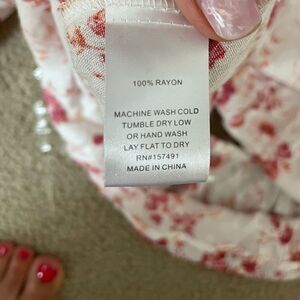 100% RAYON
MACHINE WASH COLD
TUMBLE DRY LOW
OR HAND WASH
LAY FLAT TO DRY
RN#157491
MADE IN CHINA